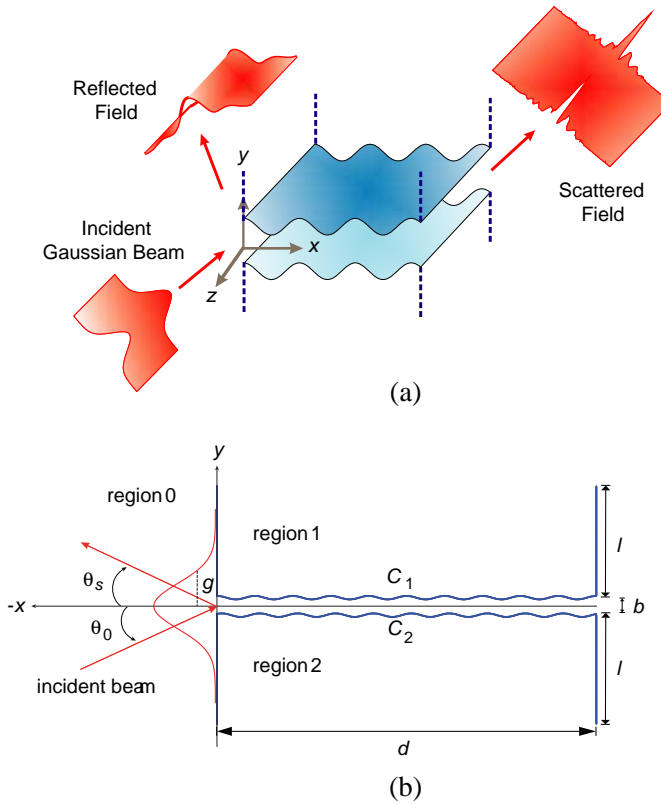 Reflected
Field
Incident
Gaussian Beam
y
x
z
Scattered
Field
(a)
y
region 0
region 1
l
θs
g
C1
-x
b
θ0
C2
incident beam
region 2
l
d
(b)